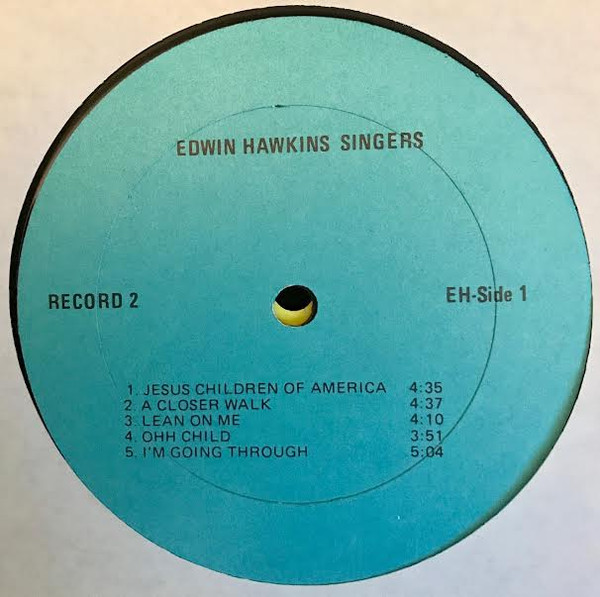 EDWIN HAWKINS SINGERS
RECORD 2
EH-Side 1
1. JESUS CHILDREN OF AMERICA 4:35
2. A CLOSER WALK 4:37
3. LEAN ON ME 4:10
4. OHH CHILD 3:51
5. I'M GOING THROUGH 5:04